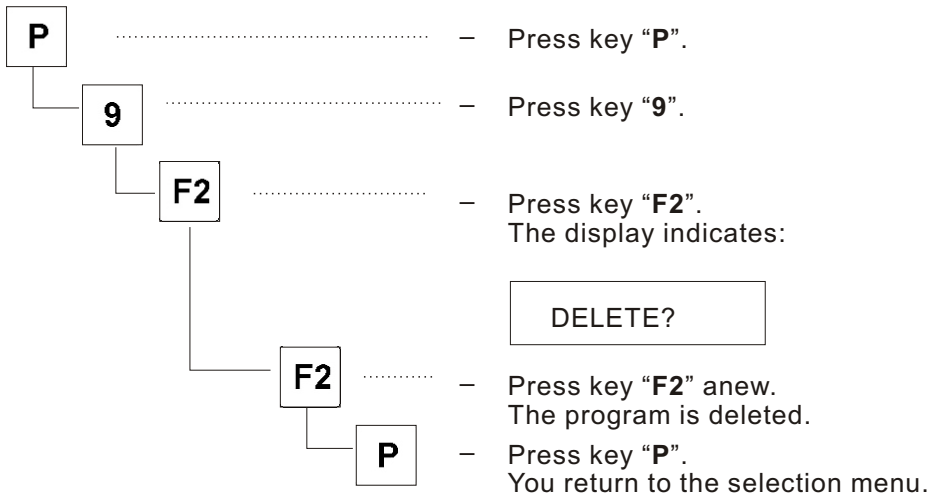 P – Press key “P”.
9 – Press key “9”.
F2 – Press key “F2”.
The display indicates:
DELETE?
F2 – Press key “F2” anew.
The program is deleted.
P – Press key “P”.
You return to the selection menu.